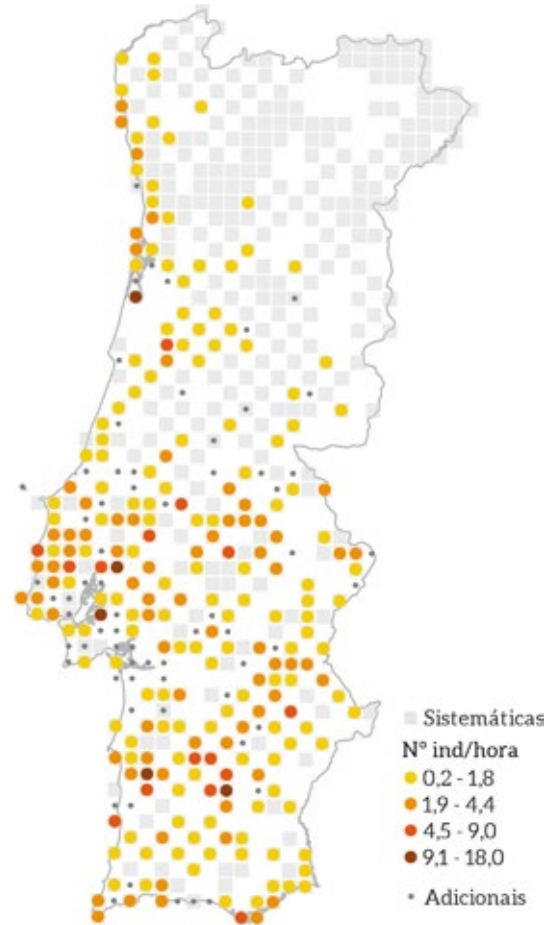 Sistemáticas
Nº ind/hora
0,2 - 1,8
1,9 - 4,4
4,5 - 9,0
9,1 - 18,0
Adicionais